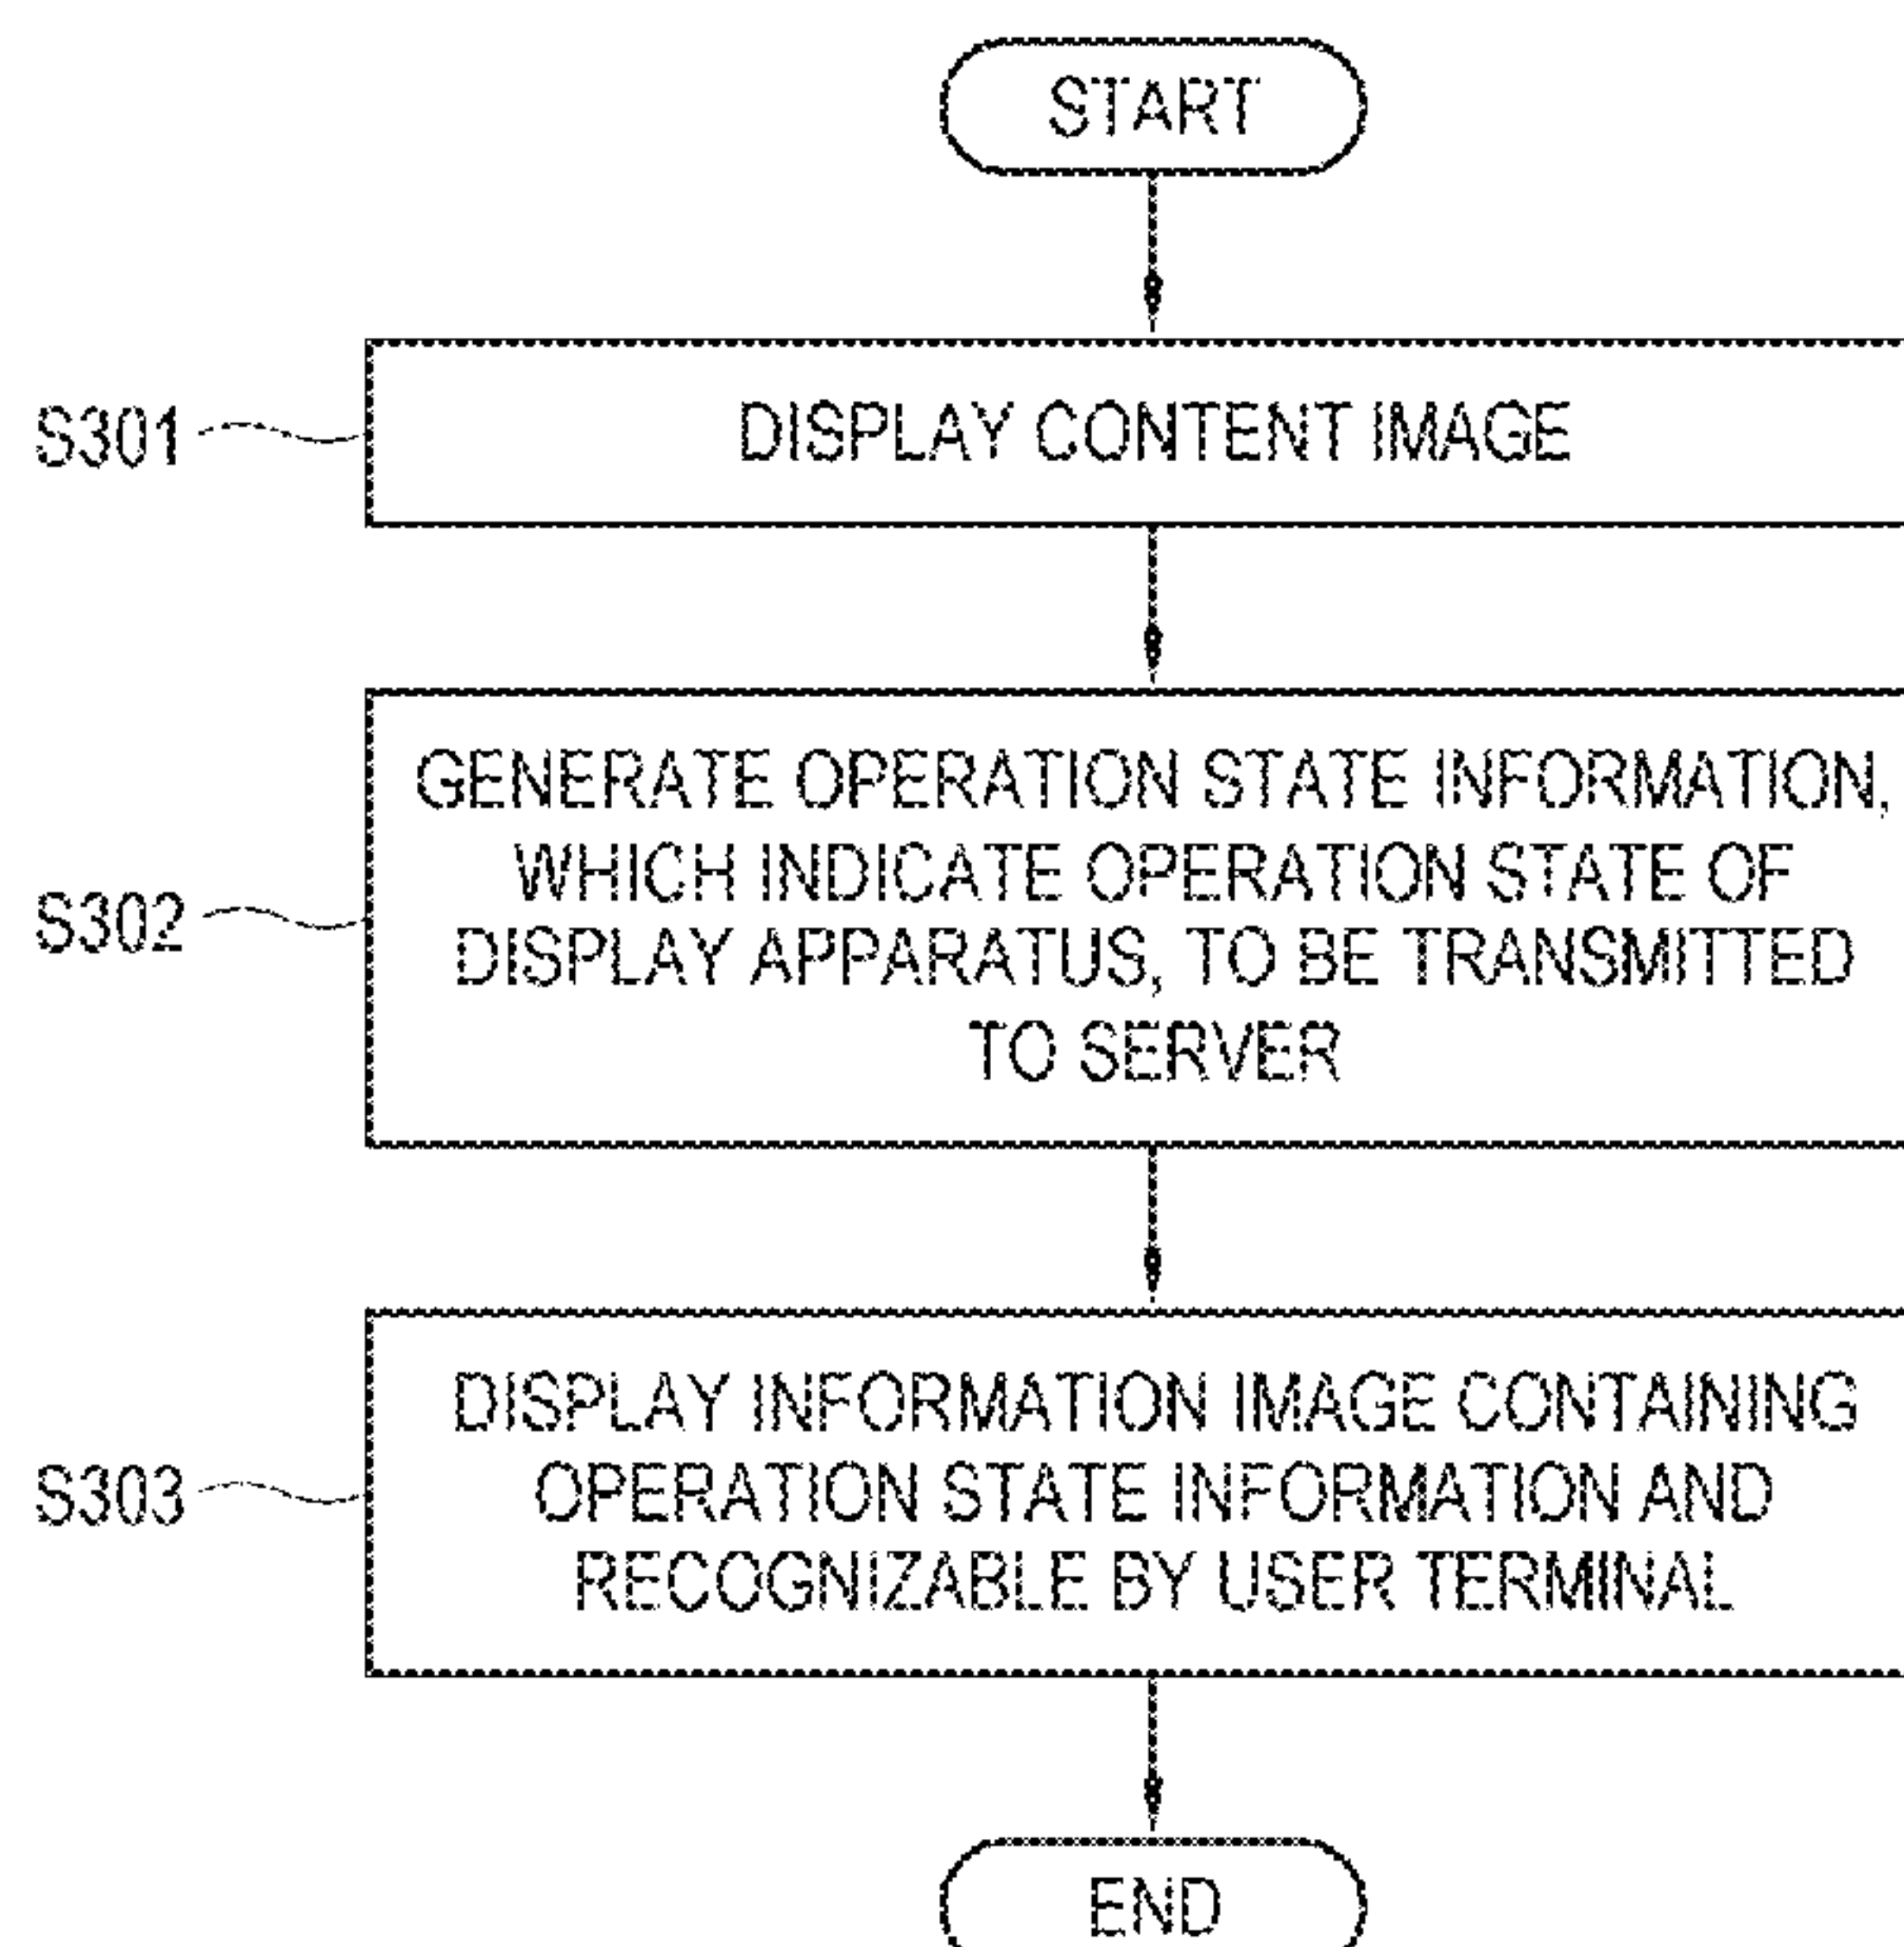 START
S301
DISPLAY CONTENT IMAGE
S302
GENERATE OPERATION STATE INFORMATION,
WHICH INDICATE OPERATION STATE OF
DISPLAY APPARATUS, TO BE TRANSMITTED
TO SERVER
S303
DISPLAY INFORMATION IMAGE CONTAINING
OPERATION STATE INFORMATION AND
RECOGNIZABLE BY USER TERMINAL
END